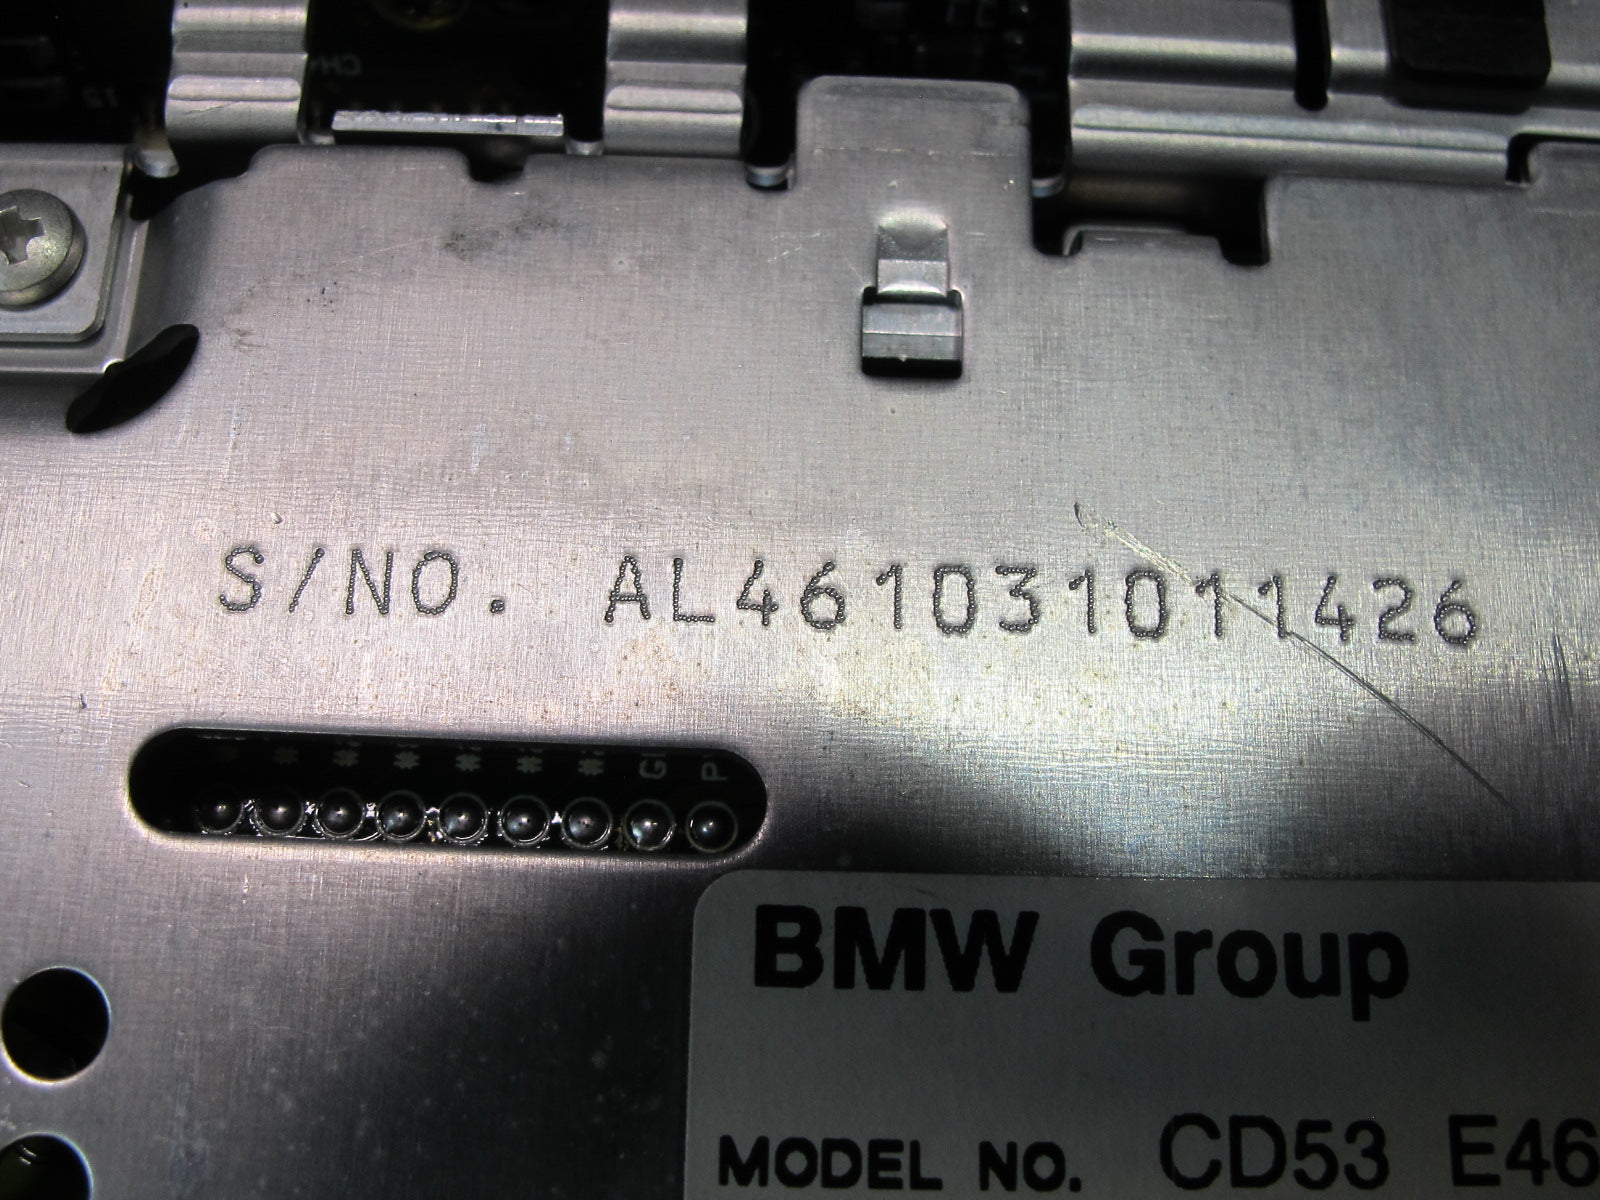 S/NO. AL461031011426
BMW Group
MODEL NO. CD53 E46